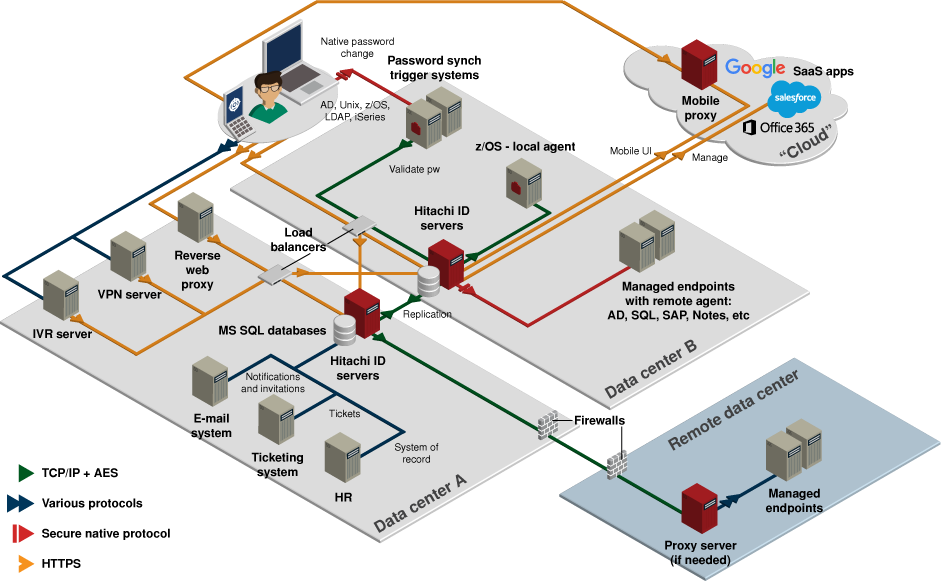 Native password
change
Password synch
trigger systems
AD, Unix, z/OS,
LDAP, iSeries
Validate pw
z/OS - local agent
Hitachi ID
servers
Load
balancers
Mobile
proxy
Google
SaaS apps
salesforce
Office 365
“Cloud”
Mobile UI
Manage
Managed endpoints
with remote agent:
AD, SQL, SAP, Notes, etc
Data center B
Reverse
web
proxy
VPN server
IVR server
MS SQL databases
Replication
Hitachi ID
servers
Notifications
and invitations
E-mail
system
Tickets
Ticketing
system
System of
record
HR
Data center A
Firewalls
Remote data center
Managed
endpoints
Proxy server
(if needed)
TCP/IP + AES
Various protocols
Secure native protocol
HTTPS